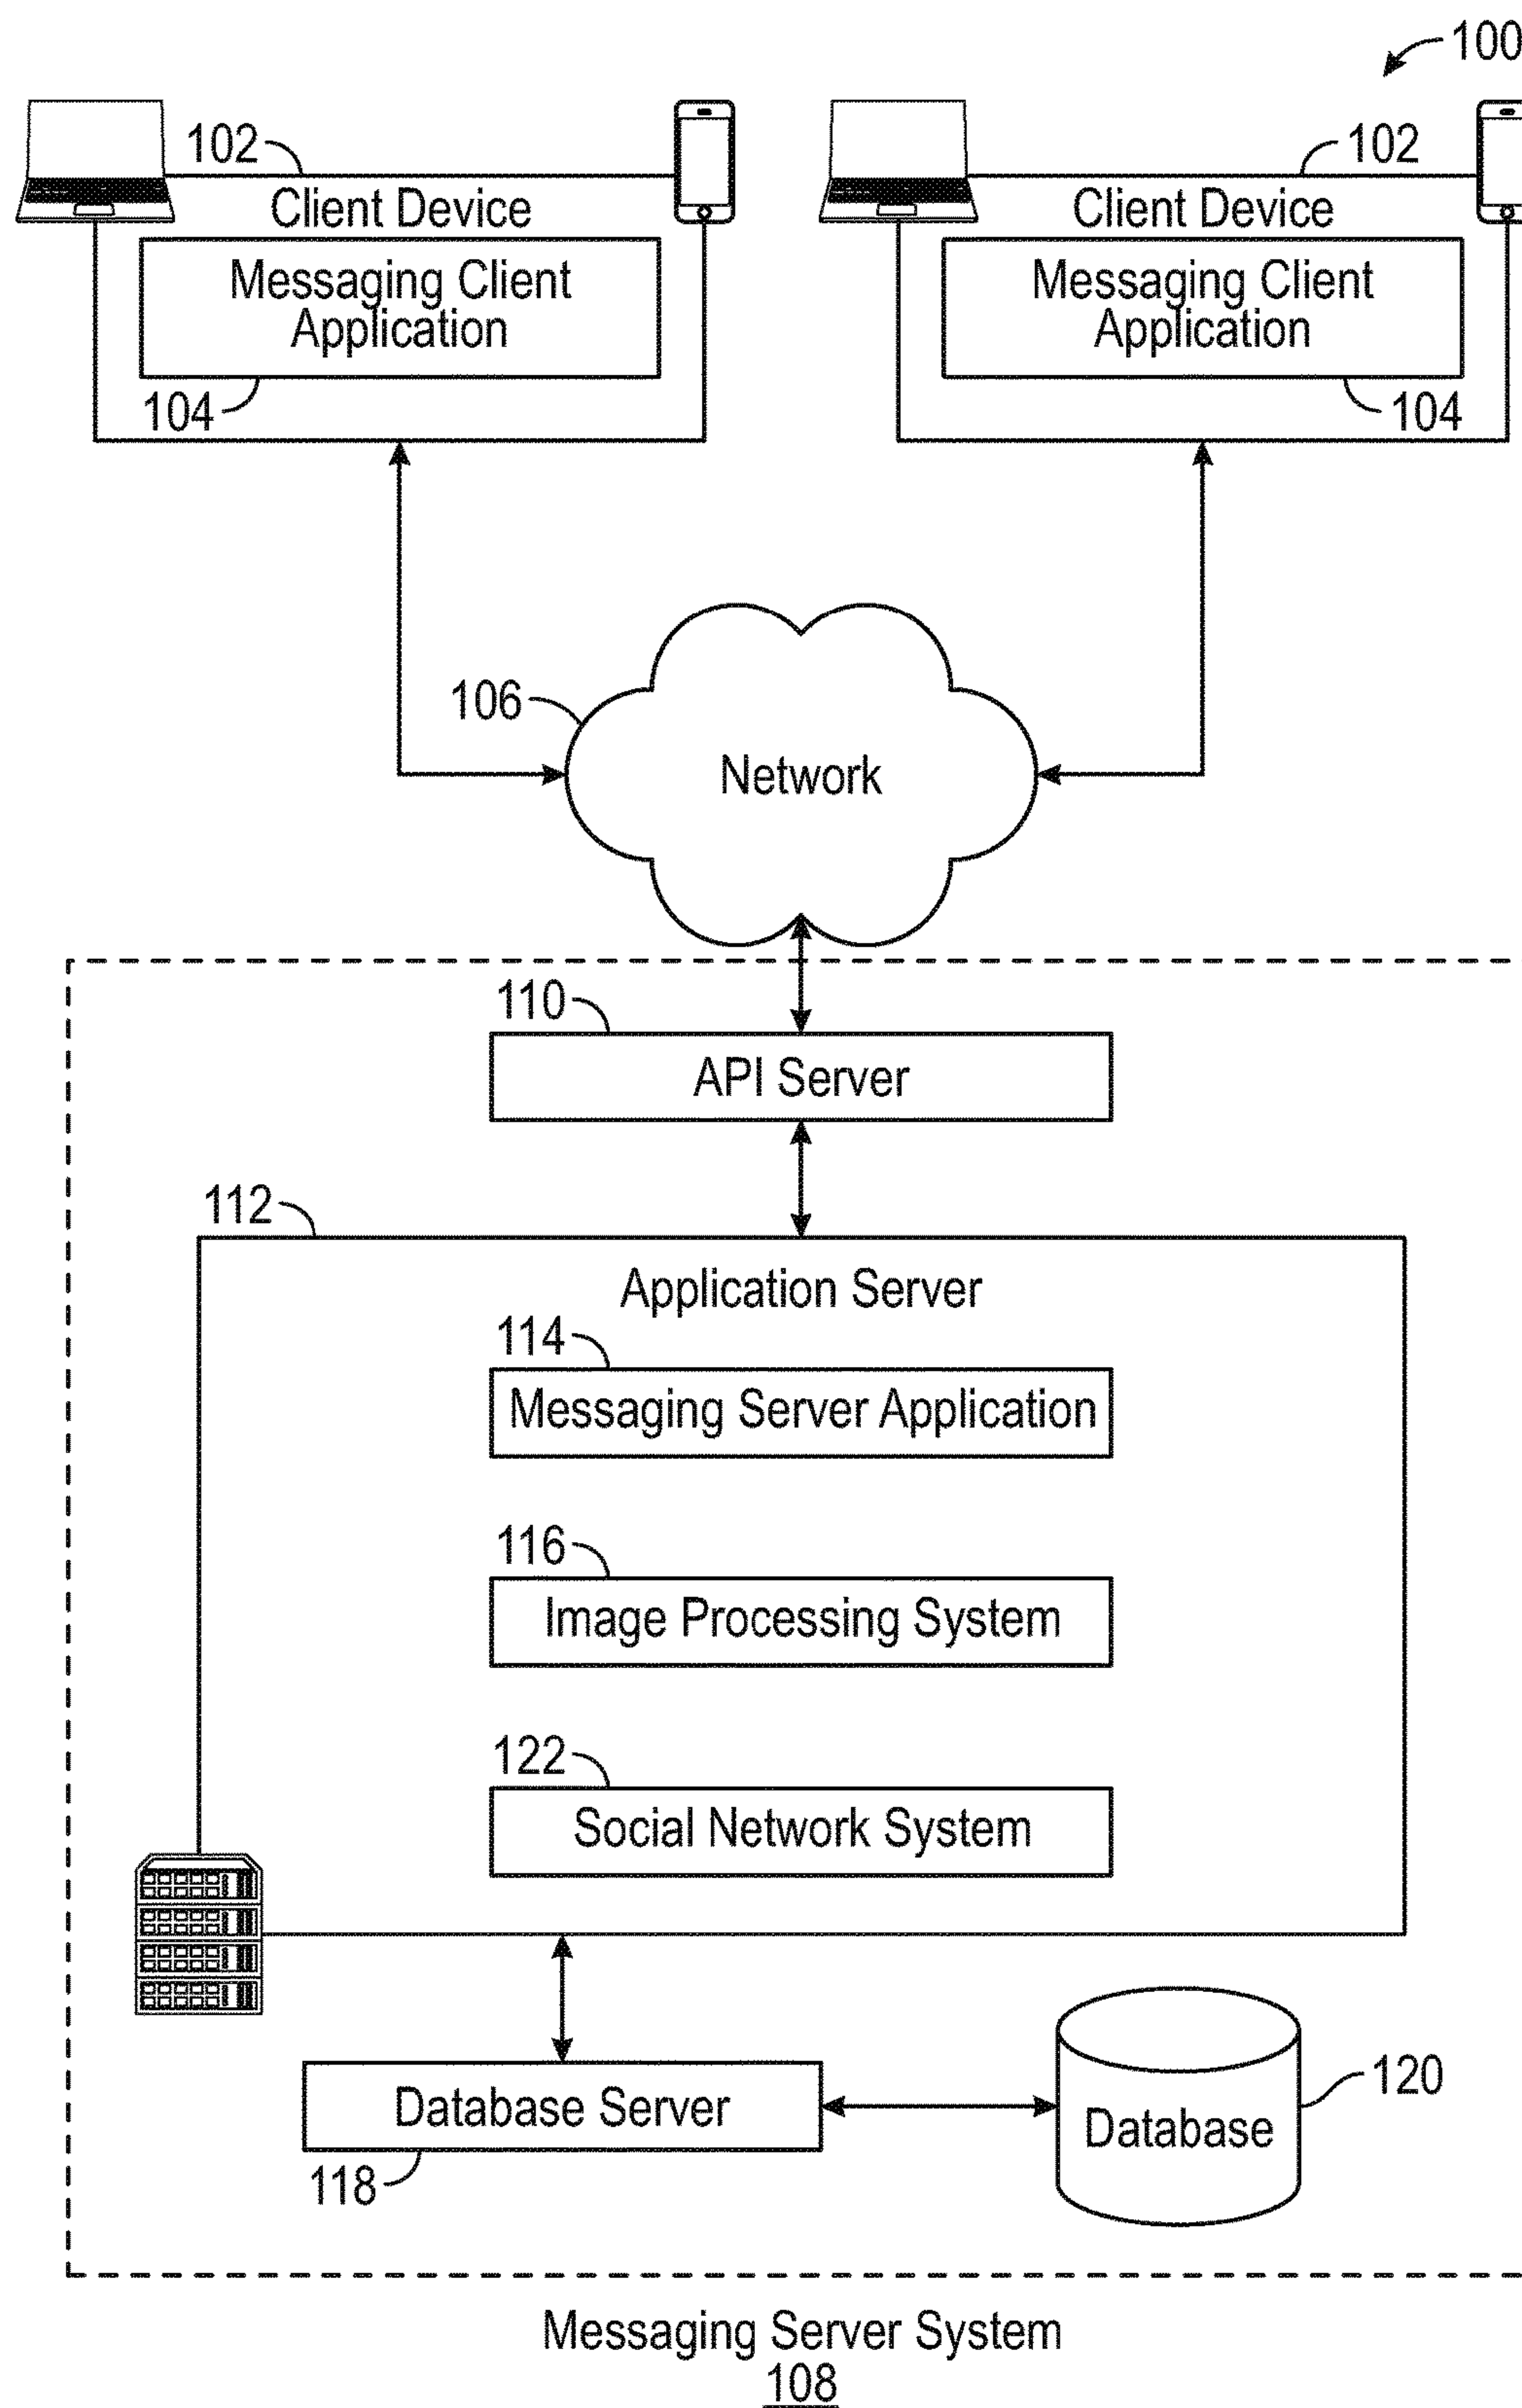 100
102
102
Client Device
Client Device
Messaging Client
Application
Messaging Client
Application
104
104
106
Network
110
API Server
112
Application Server
114
Messaging Server Application
116
Image Processing System
122
Social Network System
120
Database Server
Database
118
Messaging Server System
108